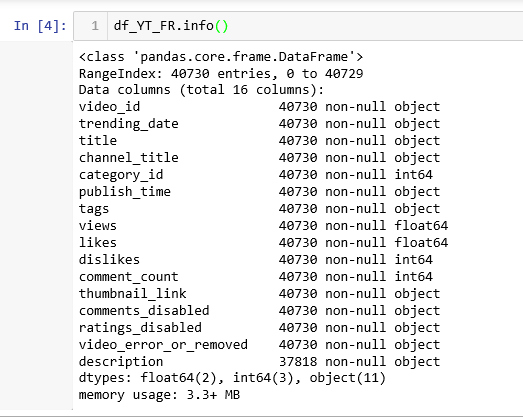 In [4]: 1 df_YT_FR.info()
<class 'pandas.core.frame.DataFrame'>
RangeIndex: 40730 entries, 0 to 40729
Data columns (total 16 columns):
video_id                  40730 non-null object
trending_date             40730 non-null object
title                     40730 non-null object
channel_title             40730 non-null object
category_id               40730 non-null int64
publish_time              40730 non-null object
tags                      40730 non-null object
views                     40730 non-null float64
likes                     40730 non-null float64
dislikes                  40730 non-null int64
comment_count             40730 non-null int64
thumbnail_link            40730 non-null object
comments_disabled         40730 non-null object
ratings_disabled          40730 non-null object
video_error_or_removed    40730 non-null object
description               37818 non-null object
dtypes: float64(2), int64(3), object(11)
memory usage: 3.3+ MB